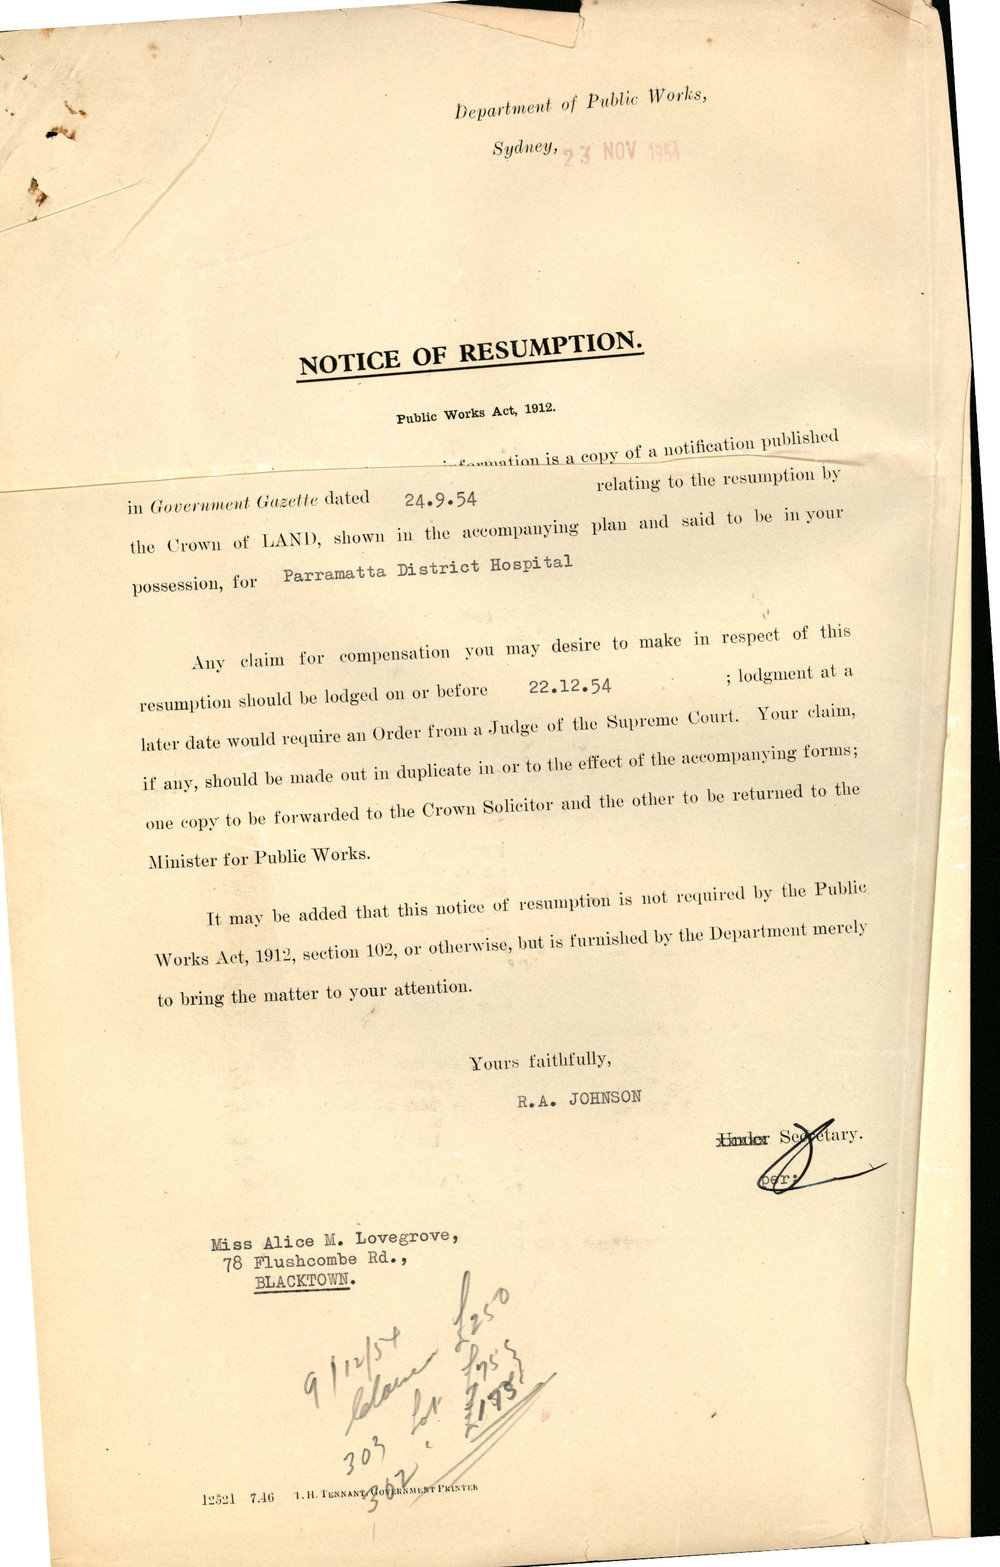 Department of Public Works,
Sydney, 23 NOV 1954
NOTICE OF RESUMPTION.
Public Works Act, 1912.
information is a copy of a notification published
in Government Gazette dated 24.9.54 relating to the resumption by
the Crown of LAND, shown in the accompanying plan and said to be in your
possession, for Parramatta District Hospital
Any claim for compensation you may desire to make in respect of this
resumption should be lodged on or before 22.12.54 ; lodgment at a
later date would require an Order from a Judge of the Supreme Court. Your claim,
if any, should be made out in duplicate in or to the effect of the accompanying forms;
one copy to be forwarded to the Crown Solicitor and the other to be returned to the
Minister for Public Works.
It may be added that this notice of resumption is not required by the Public
Works Act, 1912, section 102, or otherwise, but is furnished by the Department merely
to bring the matter to your attention.
Yours faithfully,
R.A. JOHNSON
Under Secretary.
per:
Miss Alice M. Lovegrove,
78 Flushcombe Rd.,
BLACKTOWN.
9/12/54
£250
303 Lot £75
302 £175
12521 7.46 T. H. TENNANT, GOVERNMENT PRINTER